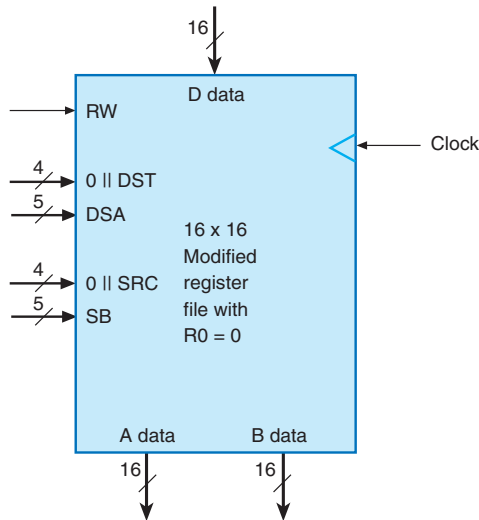 16
D data
RW
Clock
4
0 || DST
5
DSA
4
0 || SRC
5
SB
16 x 16
Modified
register
file with
R0 = 0
A data
B data
16
16